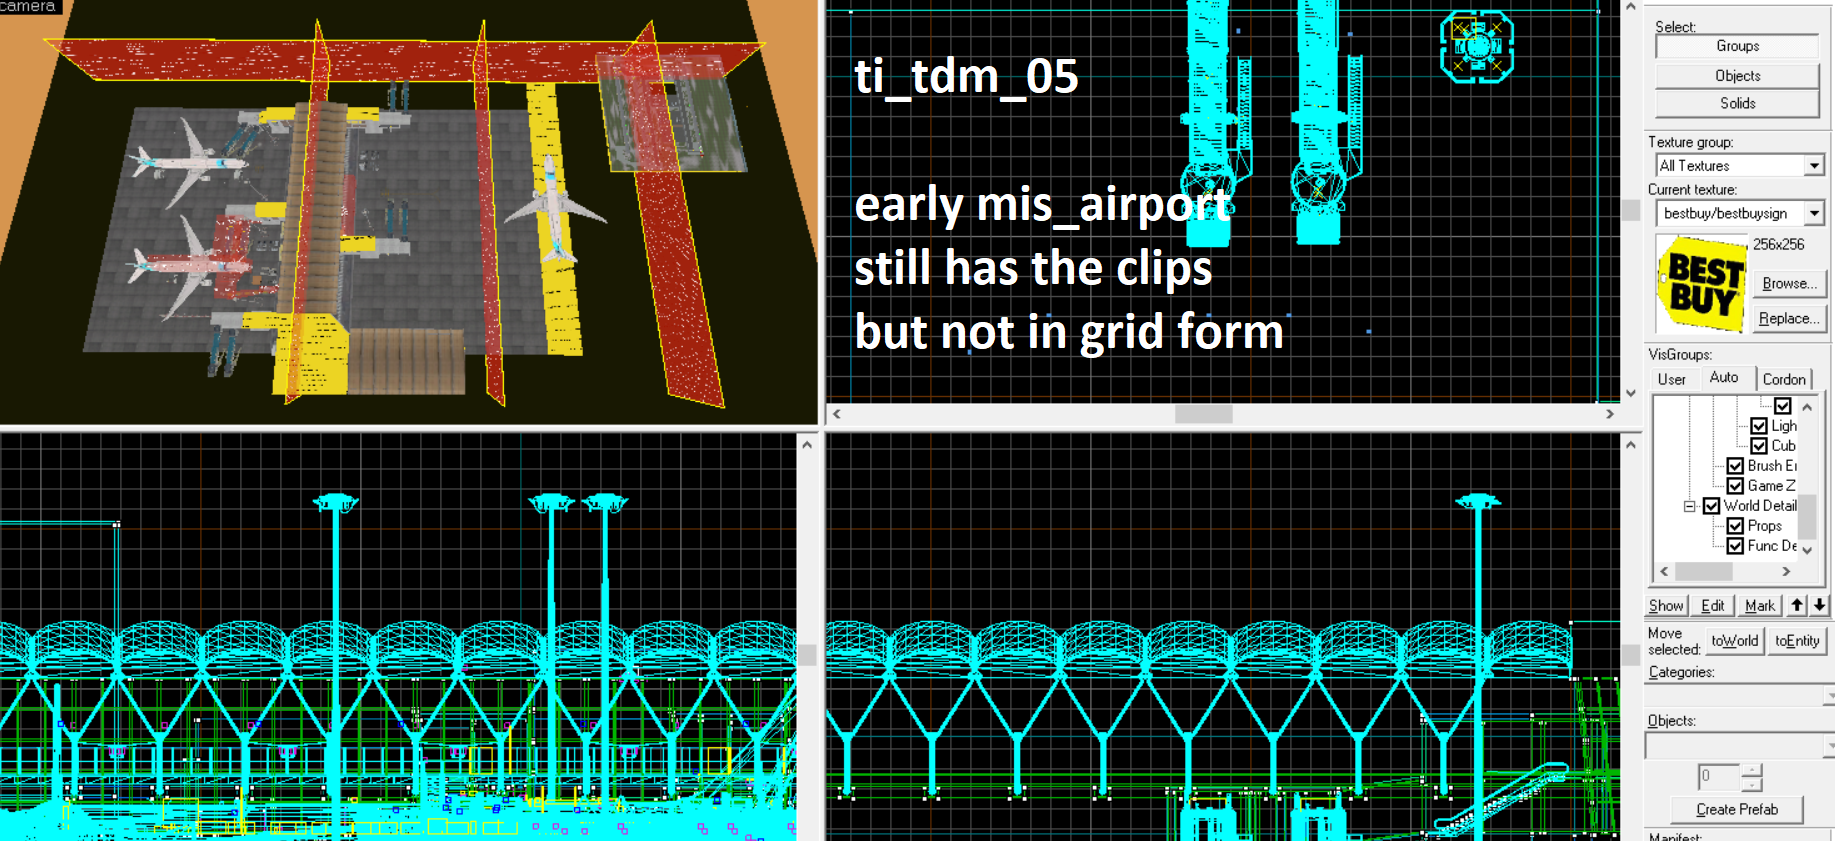 camera
ti_tdm_05
early mis_airport
still has the clips
but not in grid form
Select:
Groups
Objects
Solids
Texture group:
All Textures
Current texture:
bestbuy/bestbuysign
256x256
BEST
BUY
Browse...
Replace...
VisGroups:
User
Auto
Cordon
Ligh
Cub
Brush E
Game Z
World Detail
Props
Func De
Show
Edit
Mark
Move
selected:
toWorld
toEntity
Categories:
Objects:
0
Create Prefab
Manifest: